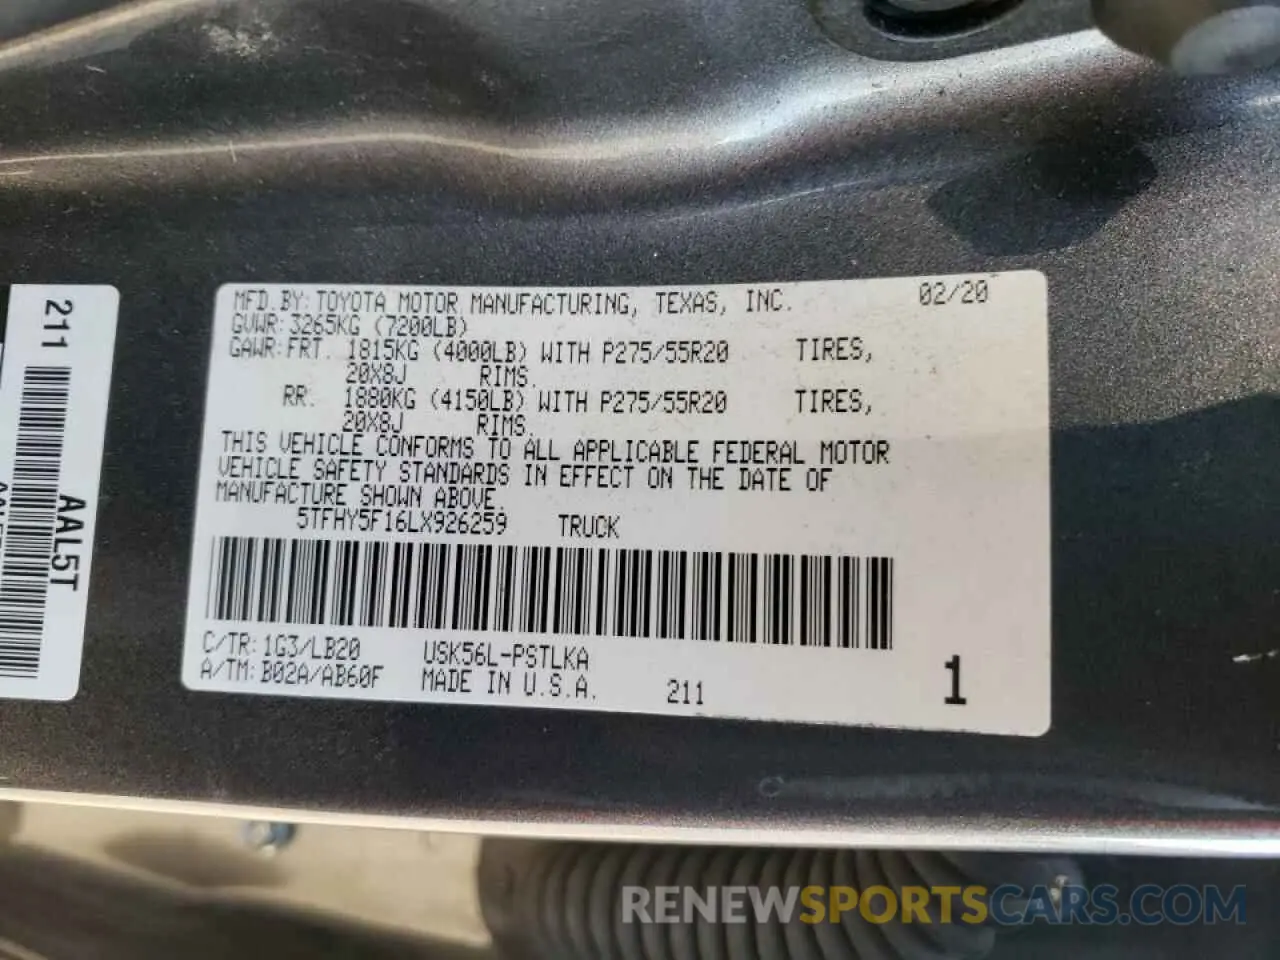 MFD.BY: TOYOTA MOTOR MANUFACTURING, TEXAS, INC. 02/20
GVWR: 3265KG (7200LB)
GAWR: FRT. 1815KG (4000LB) WITH P275/55R20 TIRES,
20X8J RIMS.
RR. 1880KG (4150LB) WITH P275/55R20 TIRES,
20X8J RIMS.
THIS VEHICLE CONFORMS TO ALL APPLICABLE FEDERAL MOTOR
VEHICLE SAFETY STANDARDS IN EFFECT ON THE DATE OF
MANUFACTURE SHOWN ABOVE.
5TFHY5F16LX926259 TRUCK
C/TR: 1G3/LB20 USK56L-PSTLKA
A/TM: B02A/AB60F MADE IN U.S.A. 211 1
211
AAL5T
RENEWSPORTSCARS.COM